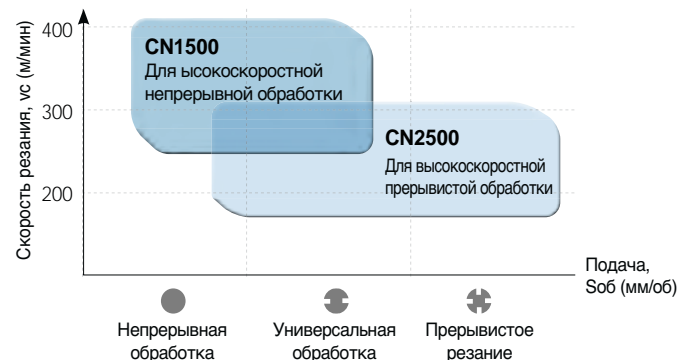 Скорость резания, vc (м/мин)
400
300
200
CN1500
Для ысокоскоростной
непрерывной обработки
CN2500
Для высокоскоростной
прерывистой обработки
Подача,
Sоб (мм/об)
Непрерывная
обработка
Универсальная
обработка
Прерывистое
резание